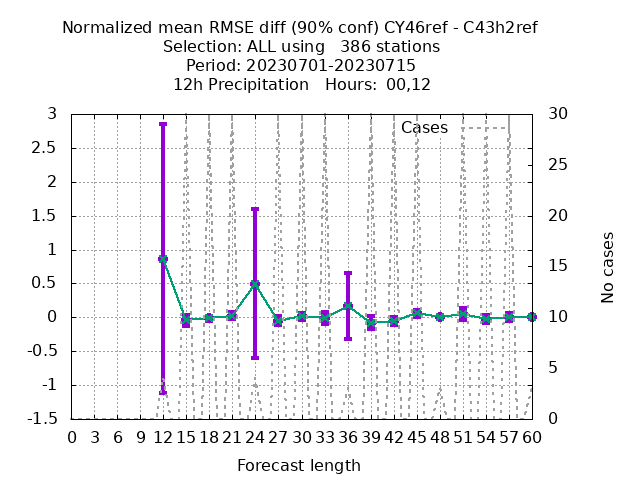 Normalized mean RMSE diff (90% conf) CY46ref - C43h2ref
Selection: ALL using   386 stations
Period: 20230701-20230715
12h Precipitation   Hours:  00,12
Cases
3
2.5
2
1.5
1
0.5
0
-0.5
-1
-1.5
30
25
20
15
10
5
0
No cases
0 3 6 9 12 15 18 21 24 27 30 33 36 39 42 45 48 51 54 57 60
Forecast length